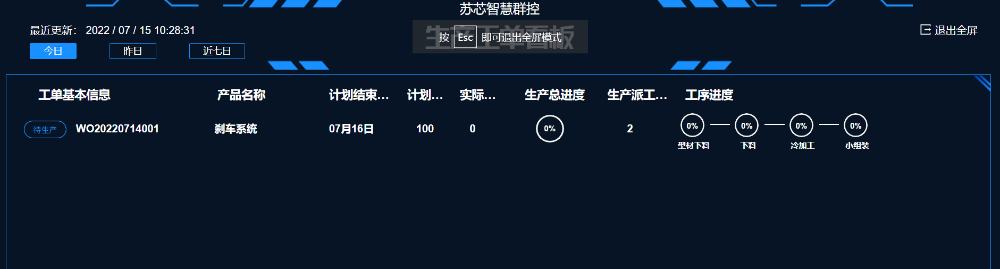 苏芯智慧群控
最近更新： 2022 / 07 / 15 10:28:31
生产工单看板
按 Esc 即可退出全屏模式
退出全屏
今日 昨日 近七日
工单基本信息 产品名称 计划结束... 计划... 实际... 生产总进度 生产派工... 工序进度
待生产 WO20220714001 刹车系统 07月16日 100 0 0% 2 0% 0% 0% 0%
型材下料 下料 冷加工 小组装